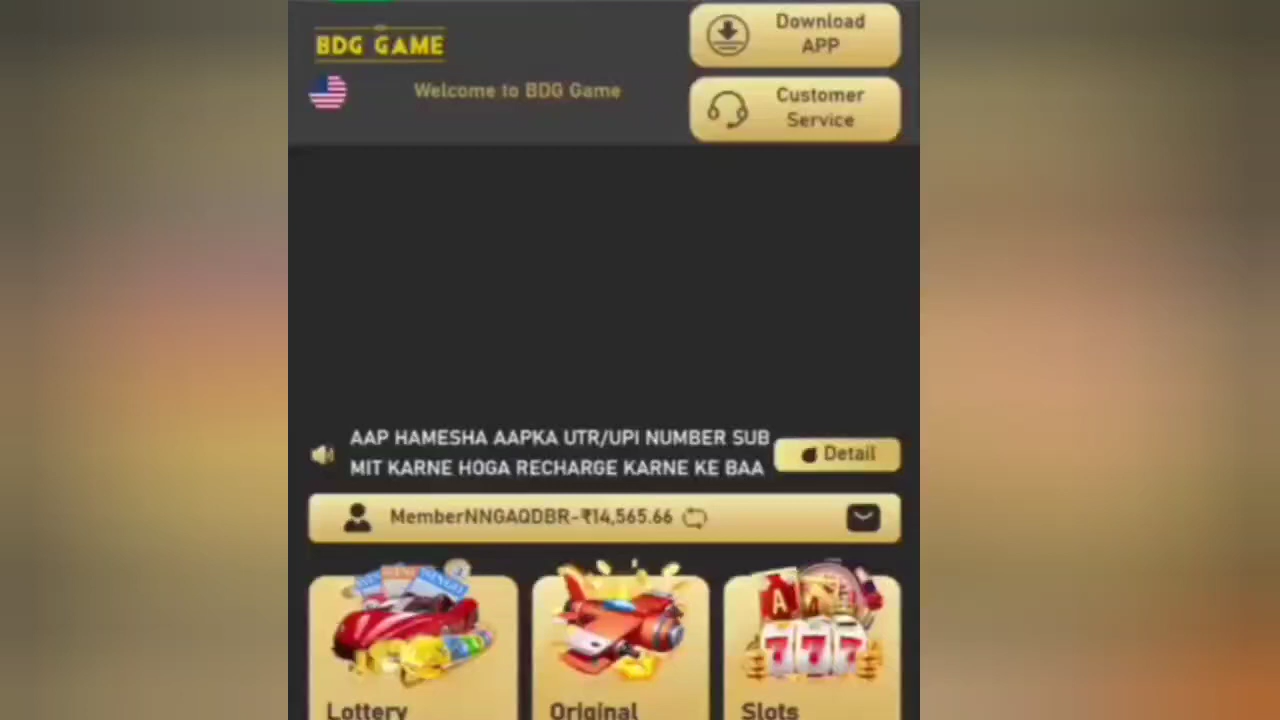 BDG GAME
Download
APP
Welcome to BDG Game
Customer
Service
AAP HAMESHA AAPKA UTR/UPI NUMBER SUB
MIT KARNE HOGA RECHARGE KARNE KE BAA
Detail
MemberNNGAQDBR-₹14,565.66
A
777
Lottery
Original
Slots